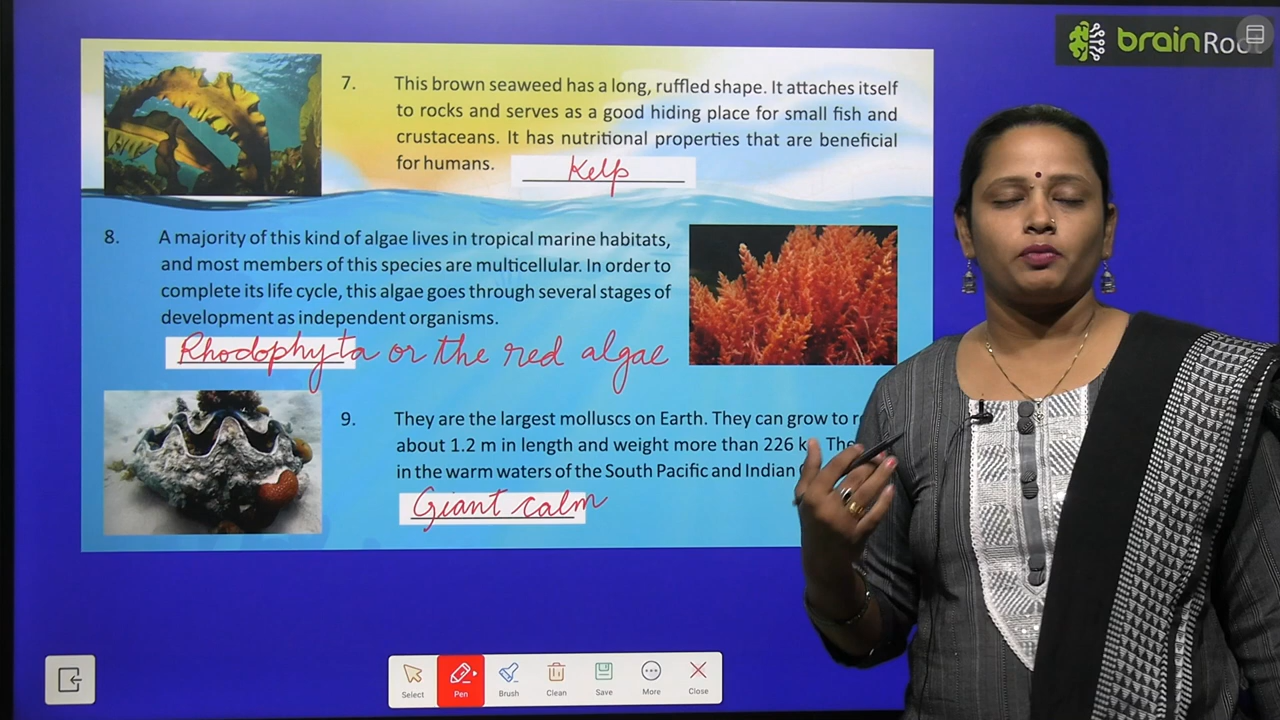 brainRoot
7. This brown seaweed has a long, ruffled shape. It attaches itself
to rocks and serves as a good hiding place for small fish and
crustaceans. It has nutritional properties that are beneficial
for humans. Kelp
8. A majority of this kind of algae lives in tropical marine habitats,
and most members of this species are multicellular. In order to
complete its life cycle, this algae goes through several stages of
development as independent organisms.
Rhodophyta or the red algae
9. They are the largest molluscs on Earth. They can grow to
about 1.2 m in length and weight more than 226
in the warm waters of the South Pacific and Indian
Giant calm
Select Pen Brush Clean Save More Close